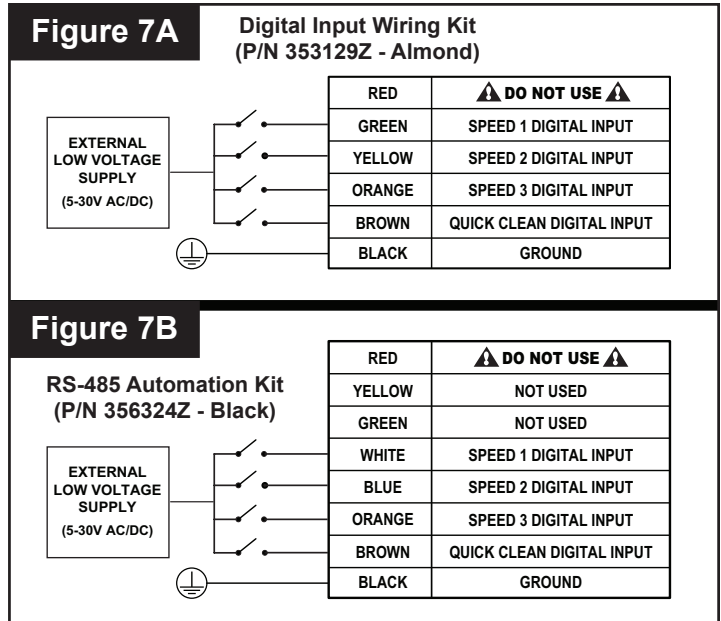 Figure 7A
Digital Input Wiring Kit
(P/N 353129Z - Almond)
EXTERNAL
LOW VOLTAGE
SUPPLY
(5-30V AC/DC)
RED DO NOT USE
GREEN SPEED 1 DIGITAL INPUT
YELLOW SPEED 2 DIGITAL INPUT
ORANGE SPEED 3 DIGITAL INPUT
BROWN QUICK CLEAN DIGITAL INPUT
BLACK GROUND
Figure 7B
RS-485 Automation Kit
(P/N 356324Z - Black)
EXTERNAL
LOW VOLTAGE
SUPPLY
(5-30V AC/DC)
RED DO NOT USE
YELLOW NOT USED
GREEN NOT USED
WHITE SPEED 1 DIGITAL INPUT
BLUE SPEED 2 DIGITAL INPUT
ORANGE SPEED 3 DIGITAL INPUT
BROWN QUICK CLEAN DIGITAL INPUT
BLACK GROUND